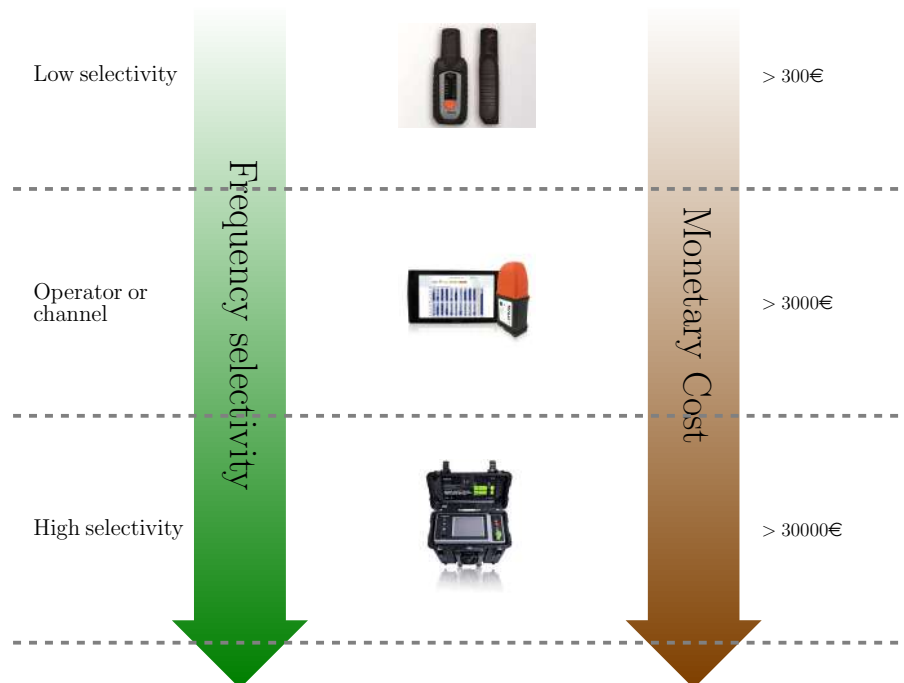 Low selectivity
> 300€
Frequency selectivity
Monetary Cost
Operator or
channel
> 3000€
High selectivity
> 30000€